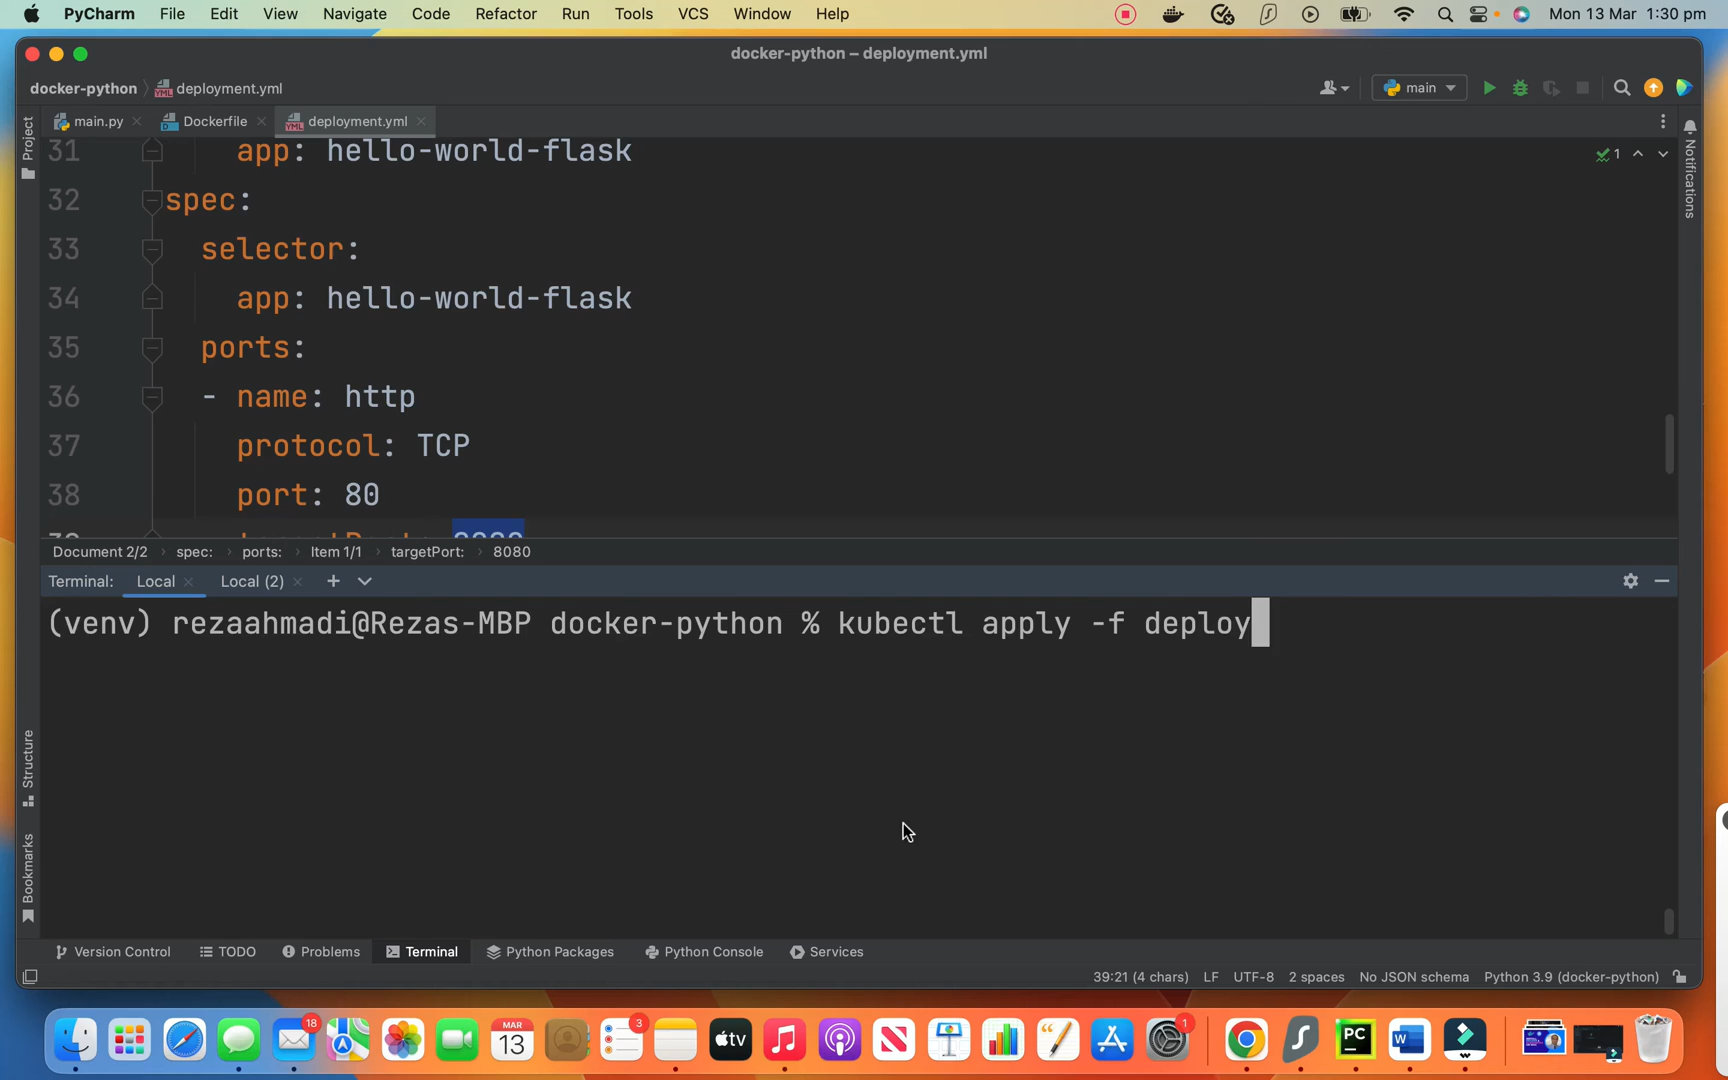 PyCharm File Edit View Navigate Code Refactor Run Tools VCS Window Help Mon 13 Mar 1:30 pm
docker-python – deployment.yml
docker-python deployment.yml main
main.py Dockerfile deployment.yml
Project
Notifications
1
31 app: hello-world-flask
32 spec:
33 selector:
34 app: hello-world-flask
35 ports:
36 - name: http
37 protocol: TCP
38 port: 80
39 targetPort: 8080
Document 2/2 spec: ports: Item 1/1 targetPort: 8080
Terminal: Local Local (2)
(venv) rezaahmadi@Rezas-MBP docker-python % kubectl apply -f deploy
Structure
Bookmarks
Version Control TODO Problems Terminal Python Packages Python Console Services
39:21 (4 chars) LF UTF-8 2 spaces No JSON schema Python 3.9 (docker-python)
18 MAR 13 3 tv 1 PC W